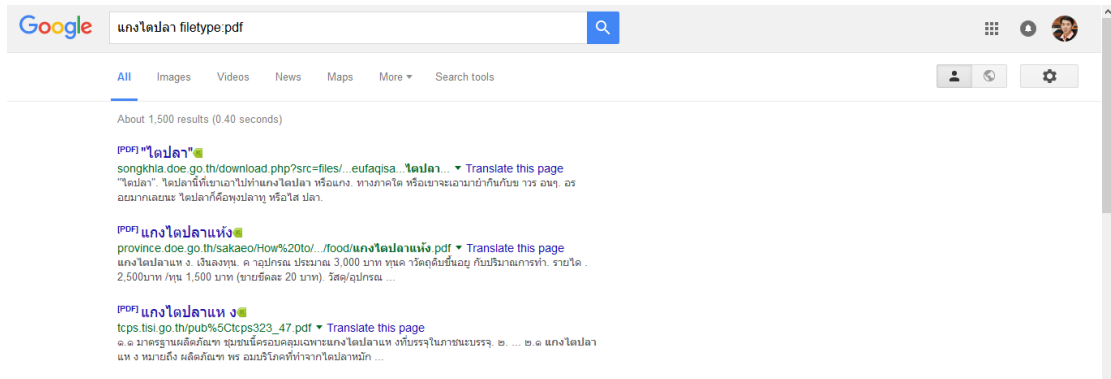 Google
แกงไตปลา filetype:pdf
All Images Videos News Maps More Search tools
About 1,500 results (0.40 seconds)
[PDF] "ไตปลา"
songkhla.doe.go.th/download.php?src=files/...eufaqisa...ไตปลา... Translate this page
"ไตปลา". ไตปลานี้ที่เขาเอาไปทำแกงไตปลา หรือแกง. ทางภาคใต หรือเขาจะเอามายำกินกับข าวร อนๆ. อร
อยมากเลยนะ ไตปลาก็คือพุงปลาทู หรือไส ปลา.
[PDF] แกงไตปลาแห้ง
province.doe.go.th/sakaeo/How%20to/.../food/แกงไตปลาแห้ง.pdf Translate this page
แกงไตปลาแห ง. เงินลงทุน. ค าอุปกรณ ประมาณ 3,000 บาท ทุนค าวัตถุดิบขึ้นอยู กับปริมาณการทำ. รายได .
2,500บาท /ทุน 1,500 บาท (ขายขีดละ 20 บาท). วัสดุ/อุปกรณ ...
[PDF] แกงไตปลาแห ง
tcps.tisi.go.th/pub%5Ctcps323_47.pdf Translate this page
๑.๑ มาตรฐานผลิตภัณฑ ชุมชนนี้ครอบคลุมเฉพาะแกงไตปลาแห งที่บรรจุในภาชนะบรรจุ. ๒. ... ๒.๑ แกงไตปลา
แห ง หมายถึง ผลิตภัณฑ พร อมบริโภคที่ทำจากไตปลาหมัก ...